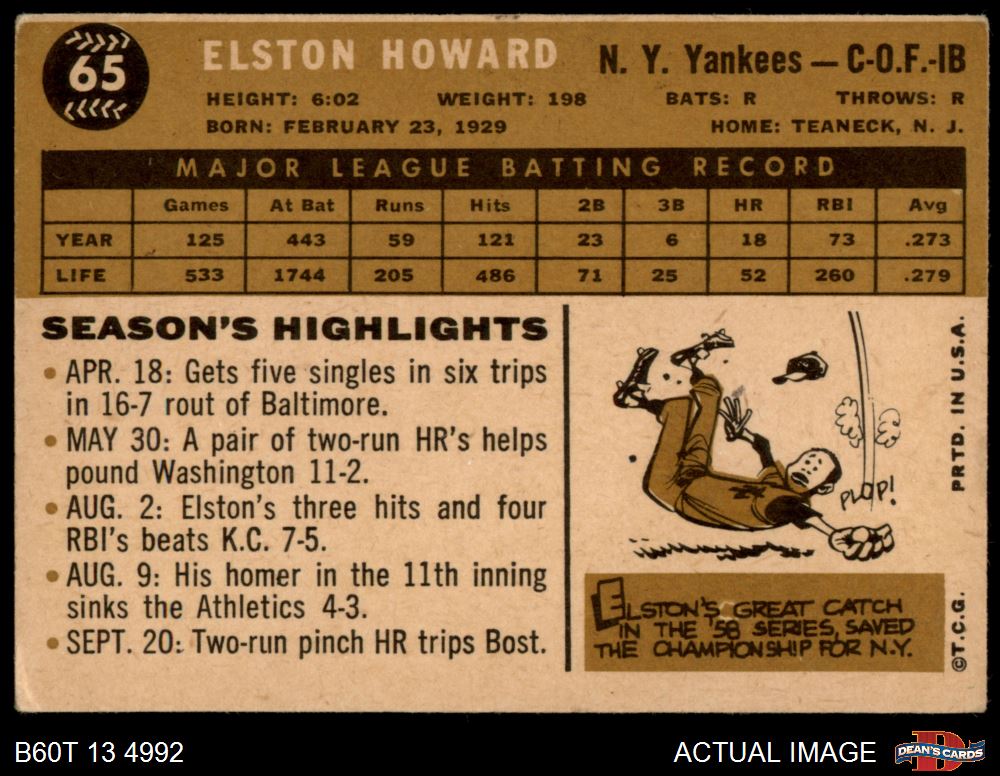 65
ELSTON HOWARD N. Y. Yankees — C-O.F.-1B
HEIGHT: 6:02 WEIGHT: 198 BATS: R THROWS: R
BORN: FEBRUARY 23, 1929 HOME: TEANECK, N. J.
MAJOR LEAGUE BATTING RECORD
Games At Bat Runs Hits 2B 3B HR RBI Avg
YEAR 125 443 59 121 23 6 18 73 .273
LIFE 533 1744 205 486 71 25 52 260 .279
SEASON'S HIGHLIGHTS
• APR. 18: Gets five singles in six trips
in 16-7 rout of Baltimore.
• MAY 30: A pair of two-run HR's helps
pound Washington 11-2.
• AUG. 2: Elston's three hits and four
RBI's beats K.C. 7-5.
• AUG. 9: His homer in the 11th inning
sinks the Athletics 4-3.
• SEPT. 20: Two-run pinch HR trips Bost.
PLOP!
ELSTON'S GREAT CATCH
IN THE '58 SERIES, SAVED
THE CHAMPIONSHIP FOR N.Y.
PRTD. IN U.S.A.
©T.C.G.
B60T 13 4992
ACTUAL IMAGE
DEAN'S CARDS